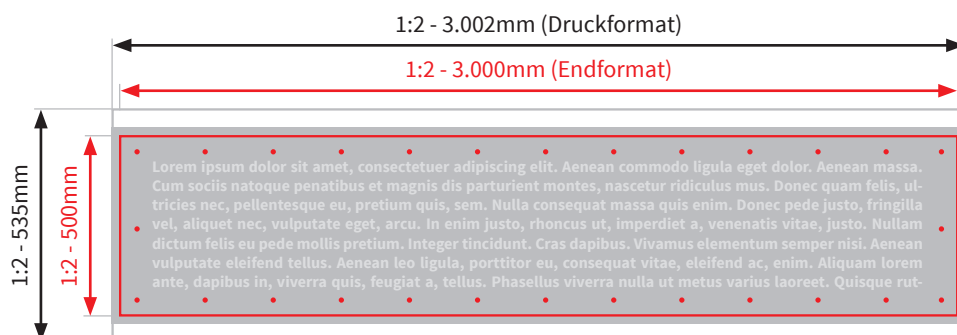 1:2 - 3.002mm (Druckformat)
1:2 - 3.000mm (Endformat)
1:2 - 535mm
1:2 - 500mm
Lorem ipsum dolor sit amet, consectetuer adipiscing elit. Aenean commodo ligula eget dolor. Aenean massa.
Cum sociis natoque penatibus et magnis dis parturient montes, nascetur ridiculus mus. Donec quam felis, ul-
tricies nec, pellentesque eu, pretium quis, sem. Nulla consequat massa quis enim. Donec pede justo, fringilla
vel, aliquet nec, vulputate eget, arcu. In enim justo, rhoncus ut, imperdiet a, venenatis vitae, justo. Nullam
dictum felis eu pede mollis pretium. Integer tincidunt. Cras dapibus. Vivamus elementum semper nisi. Aenean
vulputate eleifend tellus. Aenean leo ligula, porttitor eu, consequat vitae, eleifend ac, enim. Aliquam lorem
ante, dapibus in, viverra quis, feugiat a, tellus. Phasellus viverra nulla ut metus varius laoreet. Quisque rut-